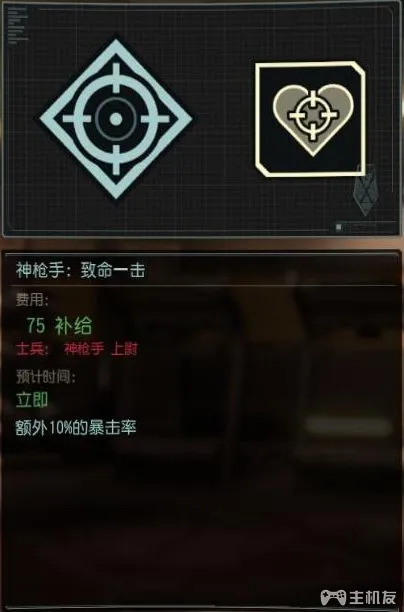 神枪手：致命一击
费用：
75 补给
士兵： 神枪手 上尉
预计时间：
立即
额外10%的暴击率
主机友